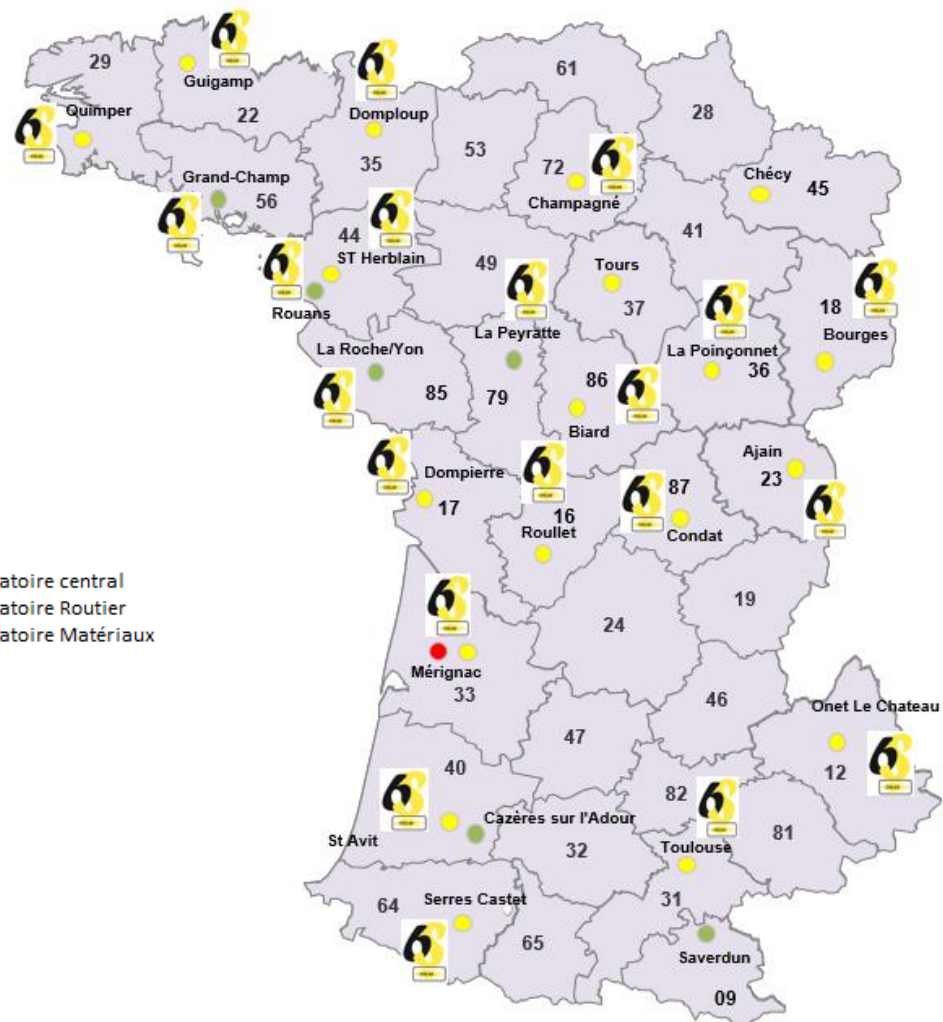 29
Guigamp
22
Quimper
Grand-Champ
56
Domploup
35
53
61
28
72
Champagné
Chécy
45
44
ST Herblain
Rouans
49
41
Tours
37
18
Bourges
La Peyratte
La Roche/Yon
85
79
86
Biard
La Poinçonnet
36
Dompierre
17
16
Roullet
87
Condat
Ajain
23
atoire central
atoire Routier
atoire Matériaux
24
19
Mérignac
33
46
47
Onet Le Chateau
12
40
82
81
St Avit
Cazères sur l'Adour
32
Toulouse
31
64
Serres Castet
65
Saverdun
09